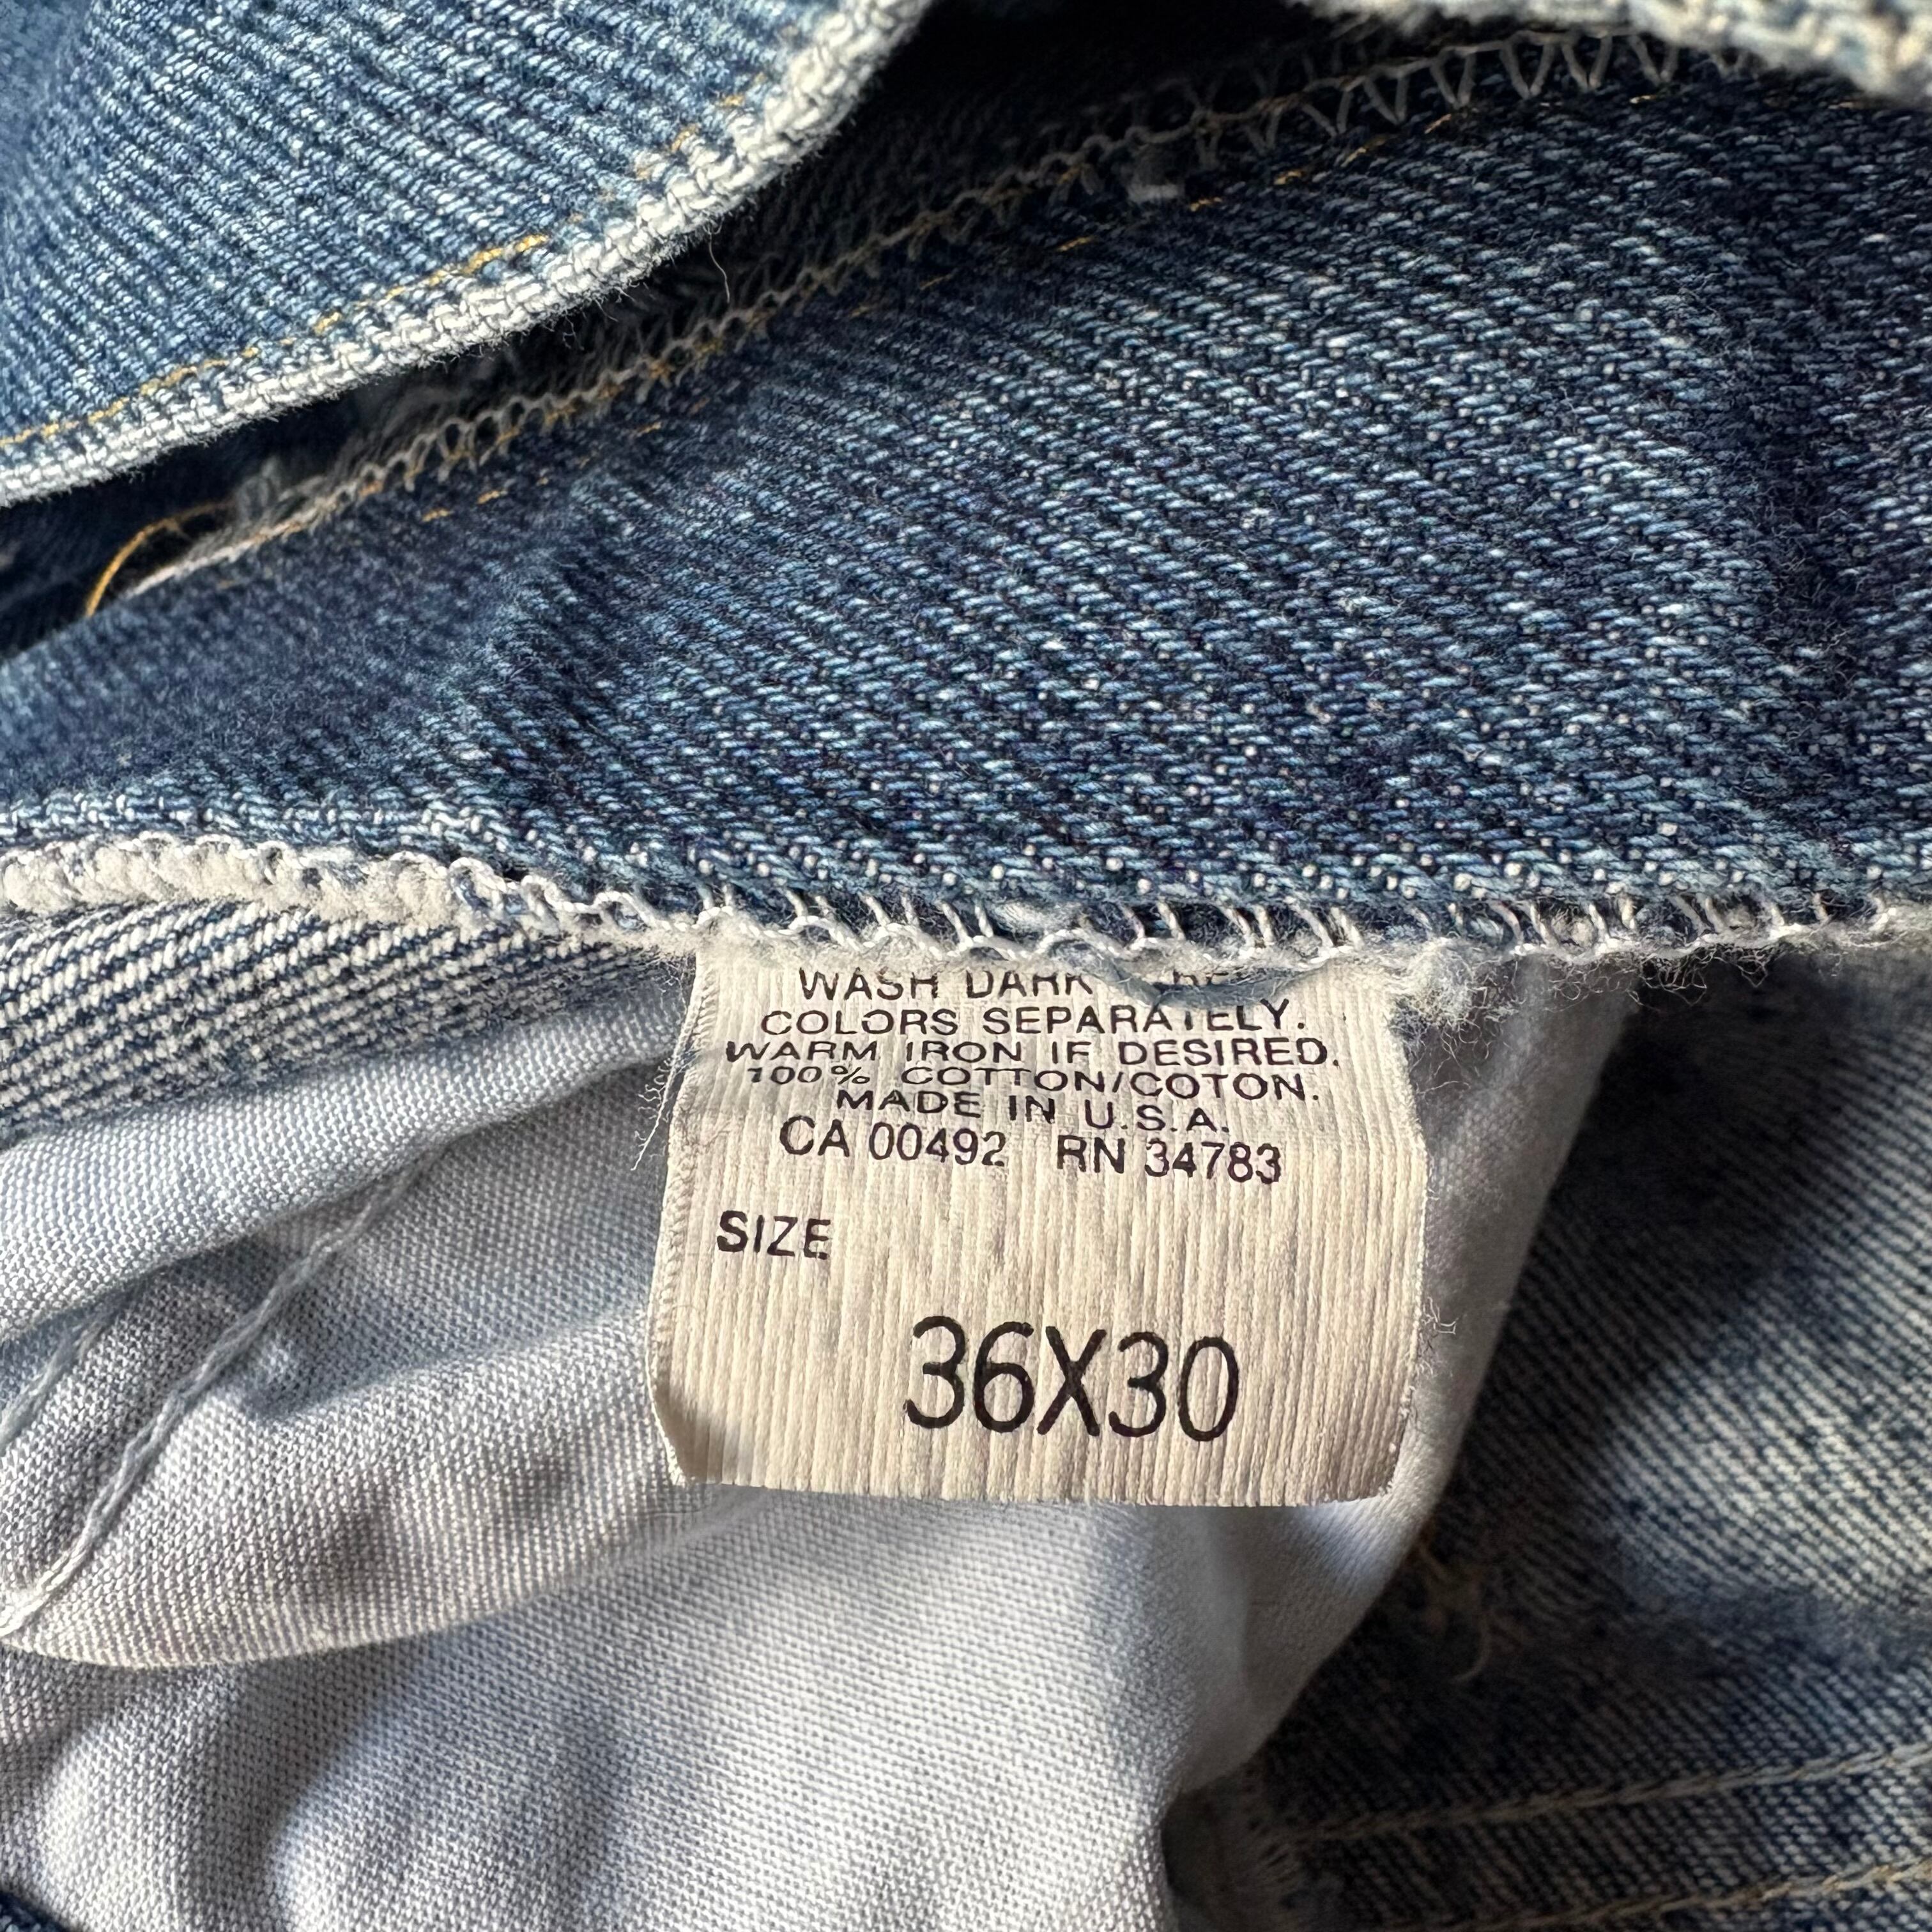 WASH DARK
COLORS SEPARATELY.
WARM IRON IF DESIRED.
100% COTTON/COTON.
MADE IN U.S.A.
CA 00492 RN 34783
SIZE
36X30